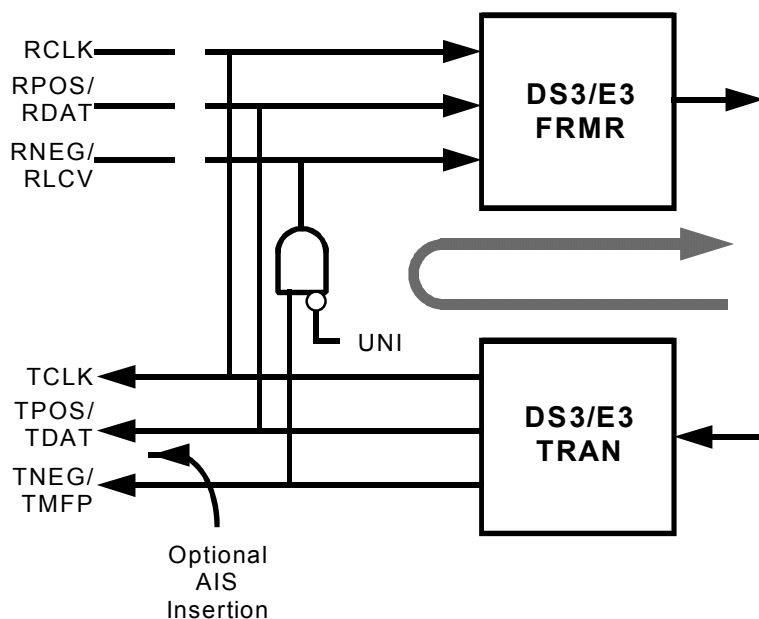 RCLK
RPOS/
RDAT
RNEG/
RLCV
DS3/E3
FRMR
UNI
TCLK
TPOS/
TDAT
TNEG/
TMFP
DS3/E3
TRAN
Optional
AIS
Insertion